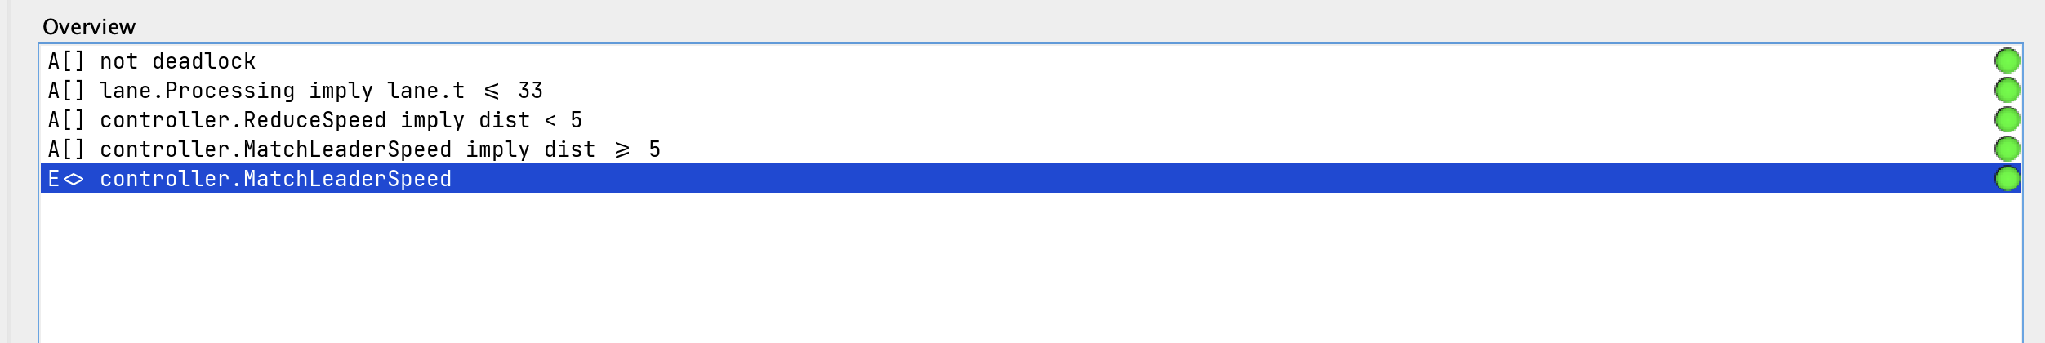 Overview
A[] not deadlock
A[] lane.Processing imply lane.t ⩽ 33
A[] controller.ReduceSpeed imply dist < 5
A[] controller.MatchLeaderSpeed imply dist ⩾ 5
E<> controller.MatchLeaderSpeed